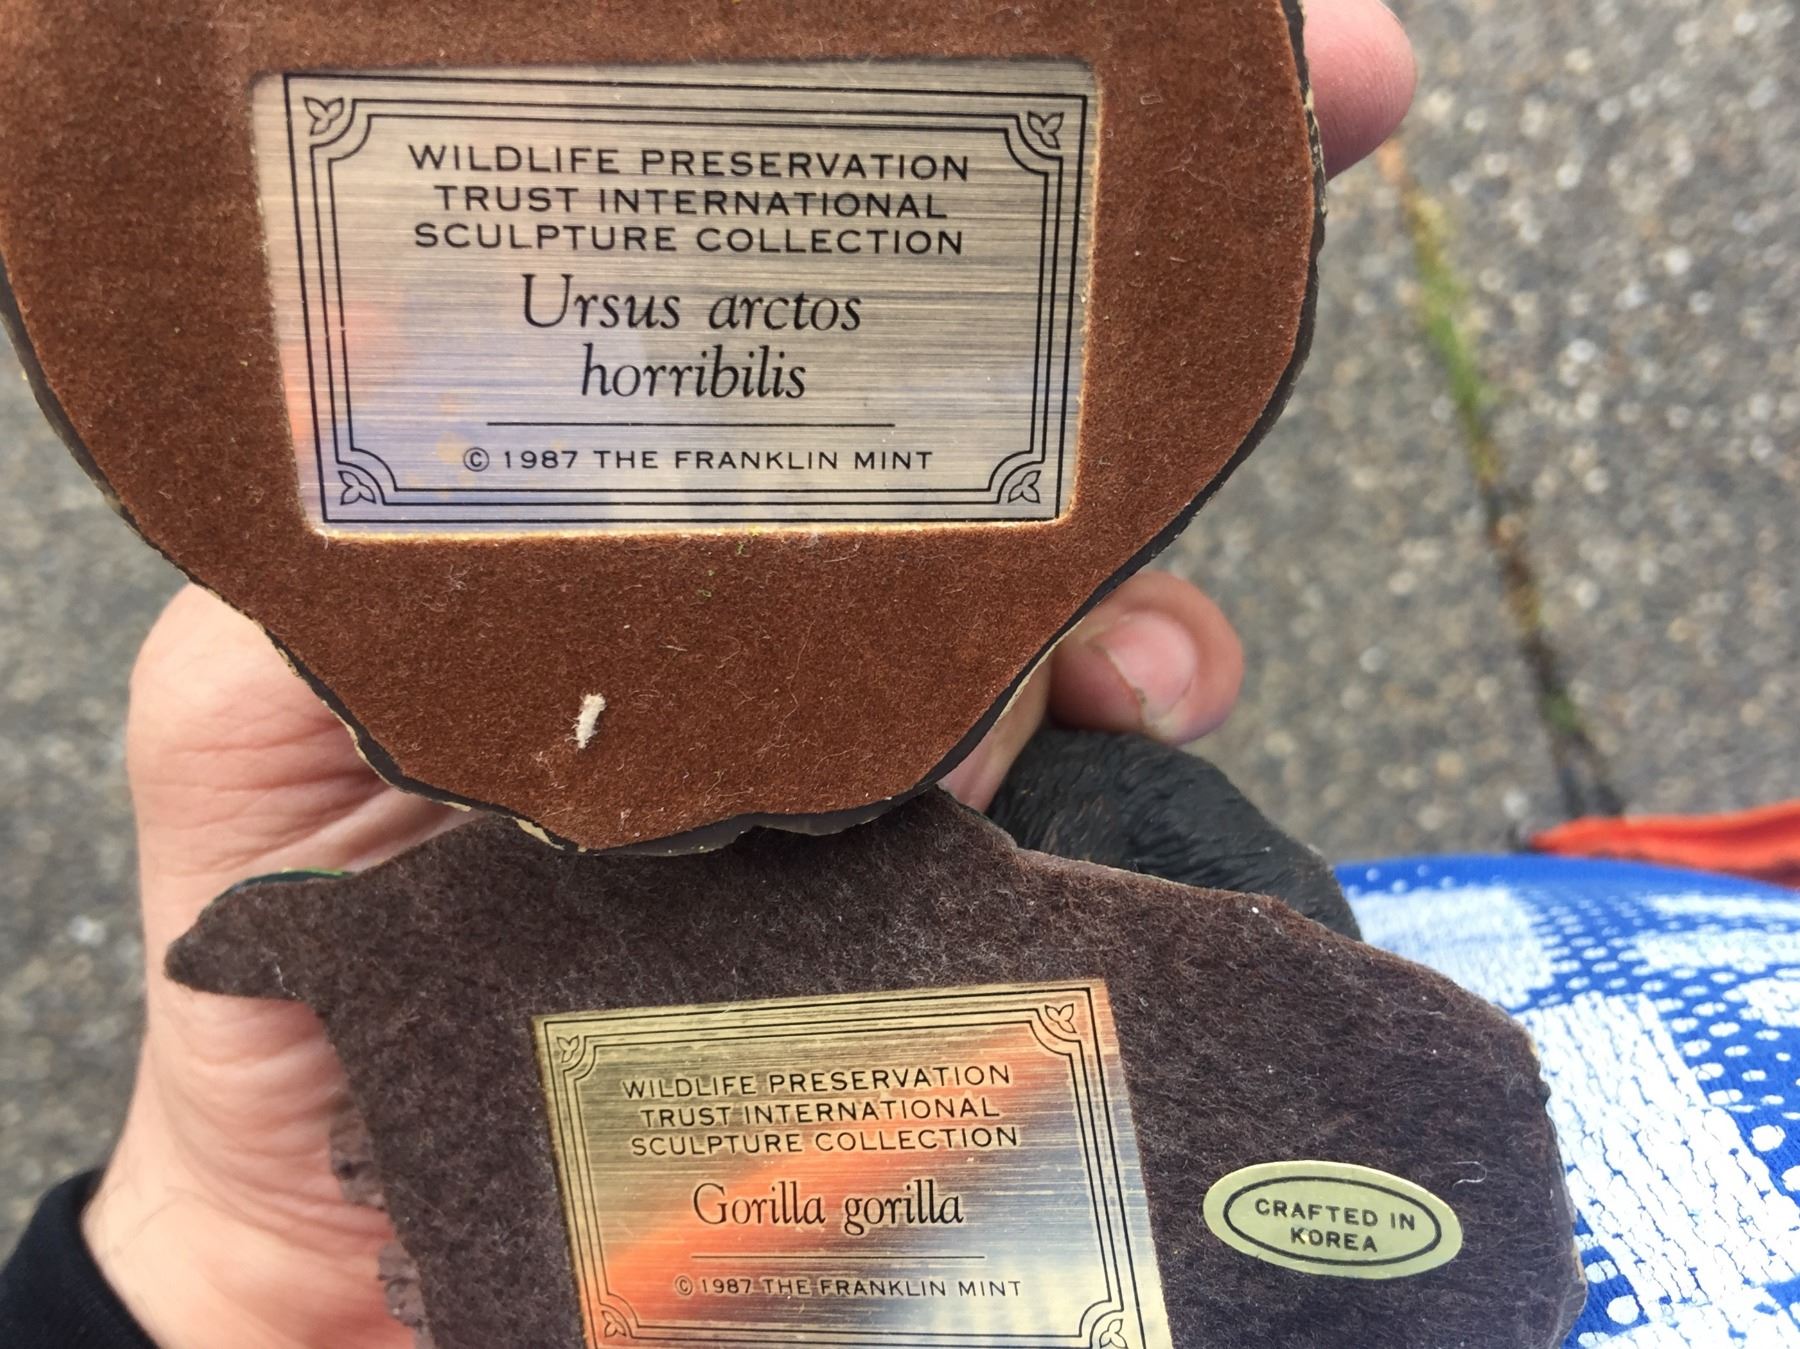 WILDLIFE PRESERVATION
TRUST INTERNATIONAL
SCULPTURE COLLECTION
Ursus arctos
horribilis
© 1987 THE FRANKLIN MINT
WILDLIFE PRESERVATION
TRUST INTERNATIONAL
SCULPTURE COLLECTION
Gorilla gorilla
© 1987 THE FRANKLIN MINT
CRAFTED IN
KOREA